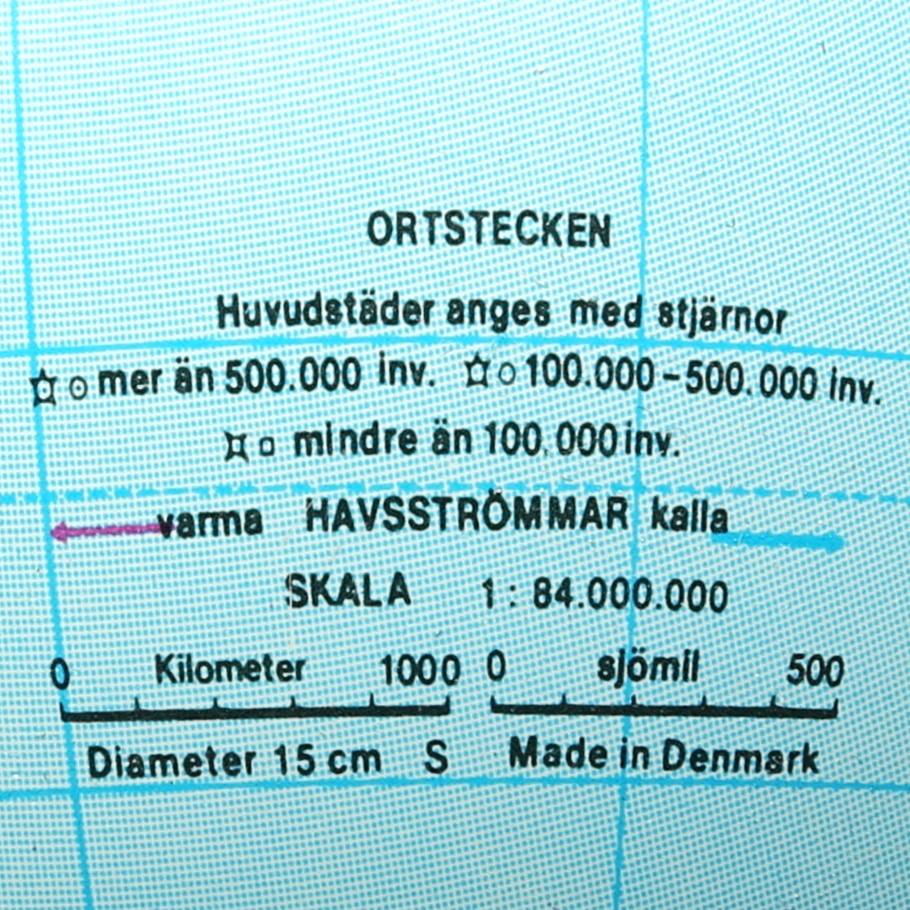 ORTSTECKEN
Huvudstäder anges med stjärnor
mer än 500.000 inv. 100.000-500.000 inv.
mindre än 100.000 inv.
varma HAVSSTRÖMMAR kalla
SKALA 1: 84.000.000
0 Kilometer 1000 0 sjömil 500
Diameter 15 cm S Made in Denmark